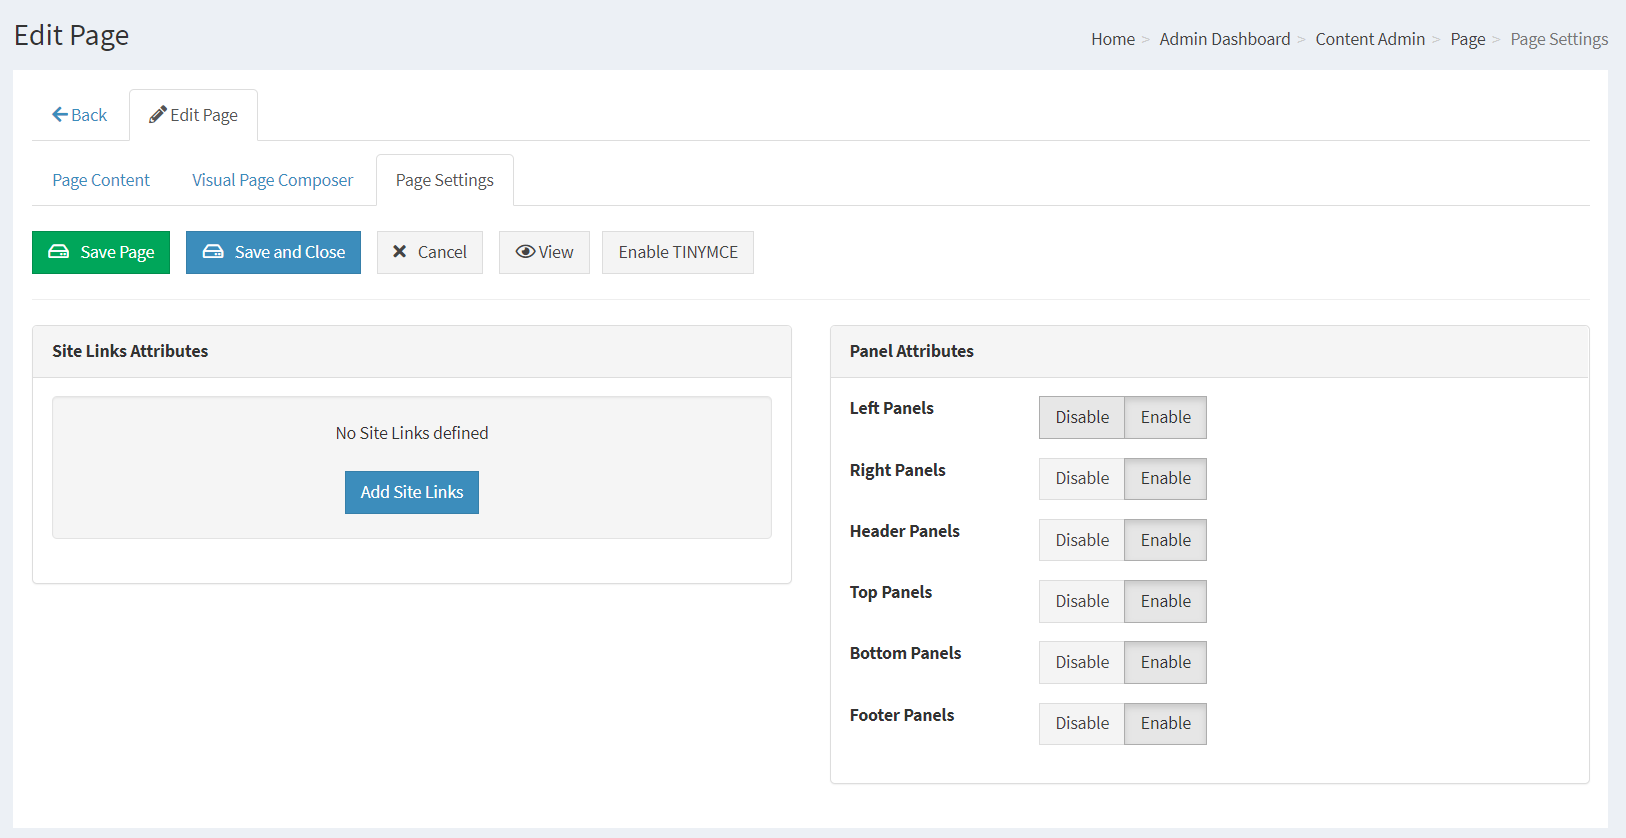 Edit Page
Home > Admin Dashboard > Content Admin > Page > Page Settings
Back
Edit Page
Page Content
Visual Page Composer
Page Settings
Save Page
Save and Close
Cancel
View
Enable TINYMCE
Site Links Attributes
No Site Links defined
Add Site Links
Panel Attributes
Left Panels Disable Enable
Right Panels Disable Enable
Header Panels Disable Enable
Top Panels Disable Enable
Bottom Panels Disable Enable
Footer Panels Disable Enable